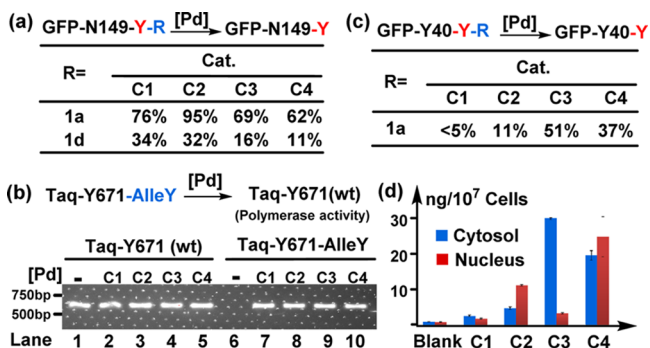 (a) GFP-N149-Y-R [Pd] GFP-N149-Y
R= Cat.
C1 C2 C3 C4
1a 76% 95% 69% 62%
1d 34% 32% 16% 11%
(b) Taq-Y671-AlleY [Pd] Taq-Y671(wt)
(Polymerase activity)
Taq-Y671 (wt) Taq-Y671-AlleY
[Pd] - C1 C2 C3 C4 - C1 C2 C3 C4
750bp
500bp
Lane 1 2 3 4 5 6 7 8 9 10
(c) GFP-Y40-Y-R [Pd] GFP-Y40-Y
R= Cat.
C1 C2 C3 C4
1a <5% 11% 51% 37%
(d) ng/10⁷ Cells
30
Cytosol
20
Nucleus
10
Blank C1 C2 C3 C4